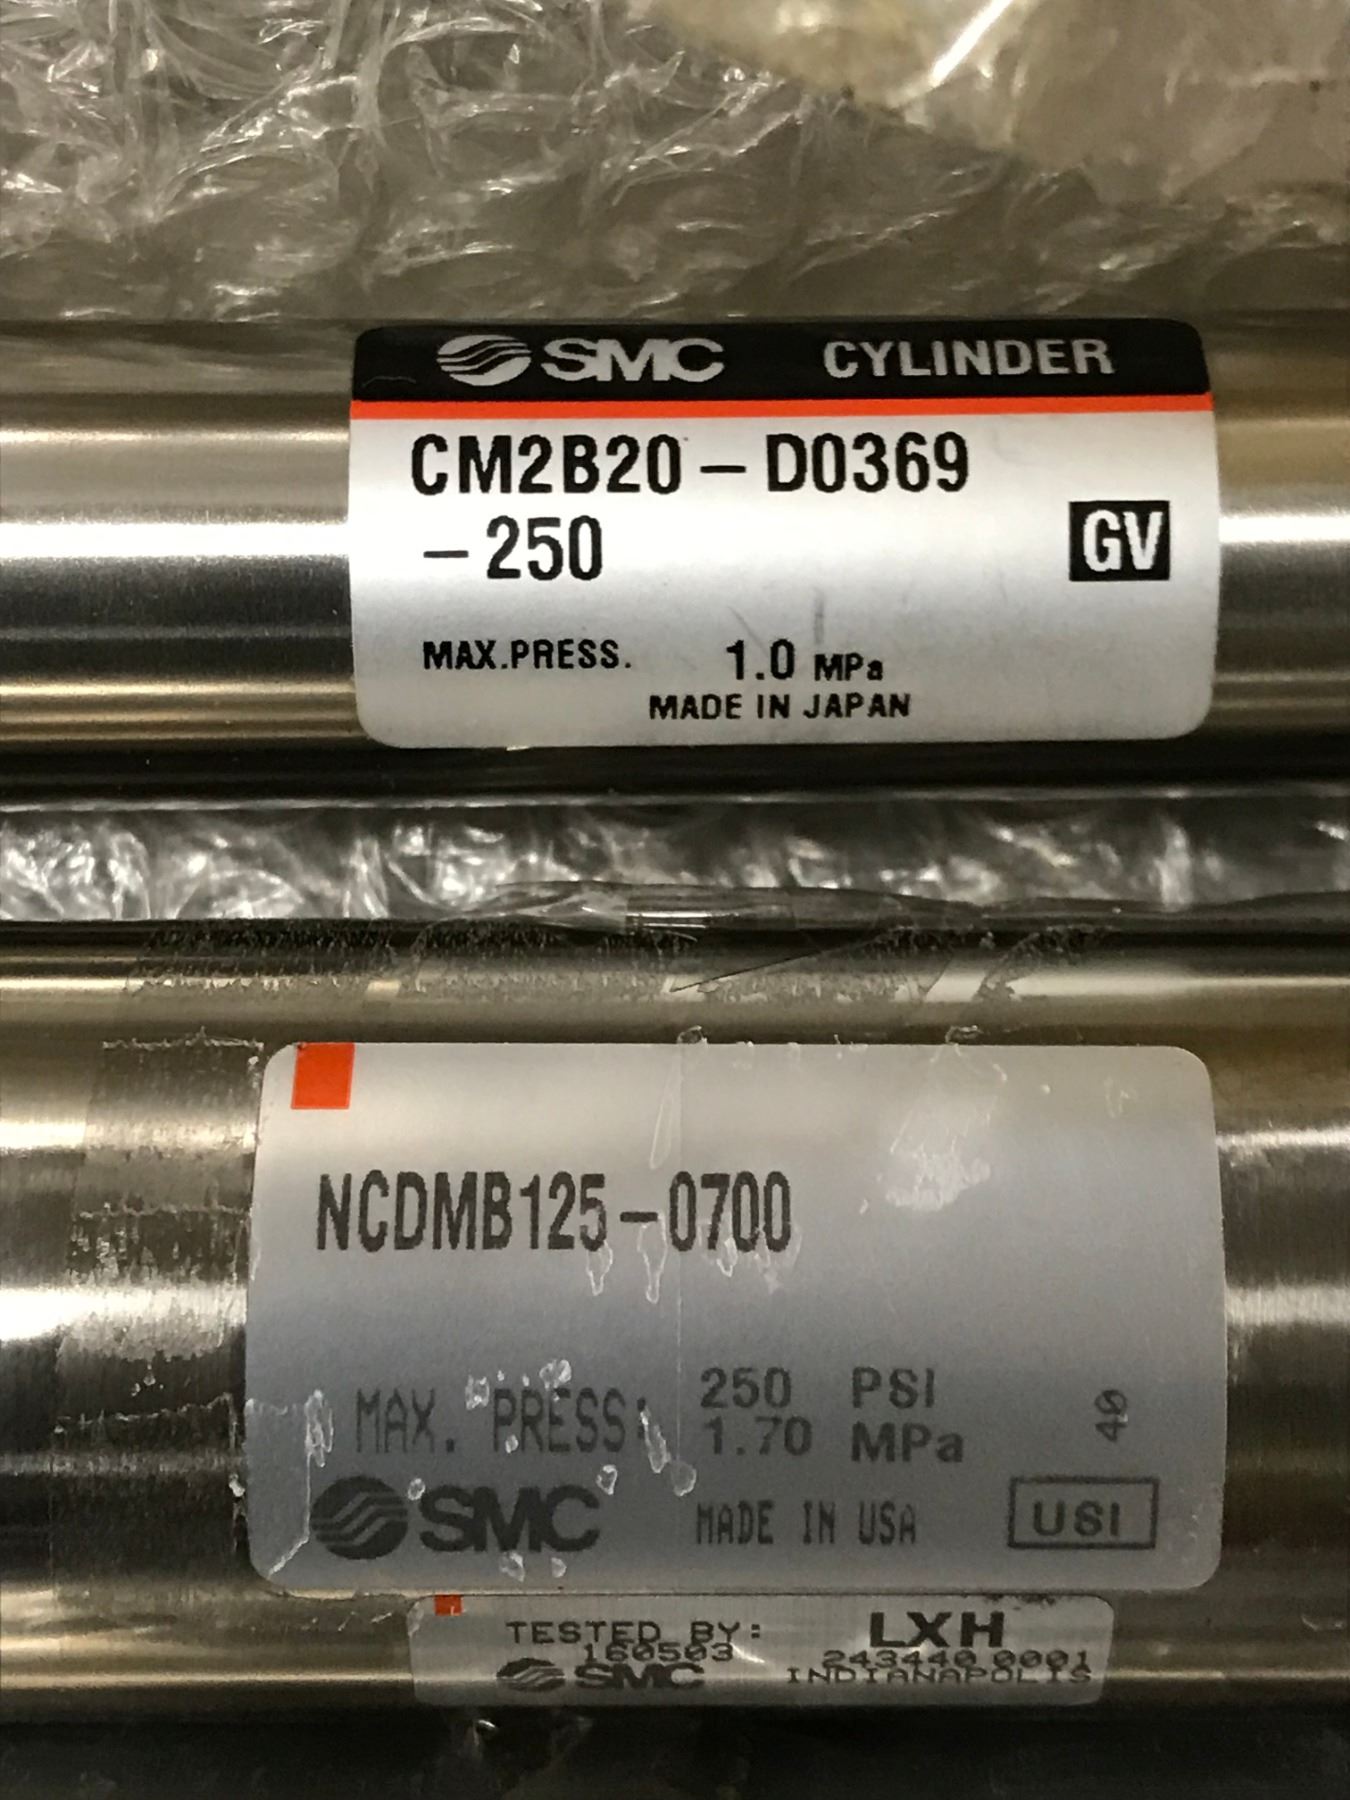 SMC CYLINDER
CM2B20-D0369
-250
GV
MAX.PRESS. 1.0 MPa
MADE IN JAPAN
NCDMB125-0700
MAX. PRESS: 250 PSI
1.70 MPa
40
SMC MADE IN USA USI
TESTED BY: LXH
160503 243440 0001
SMC INDIANAPOLIS